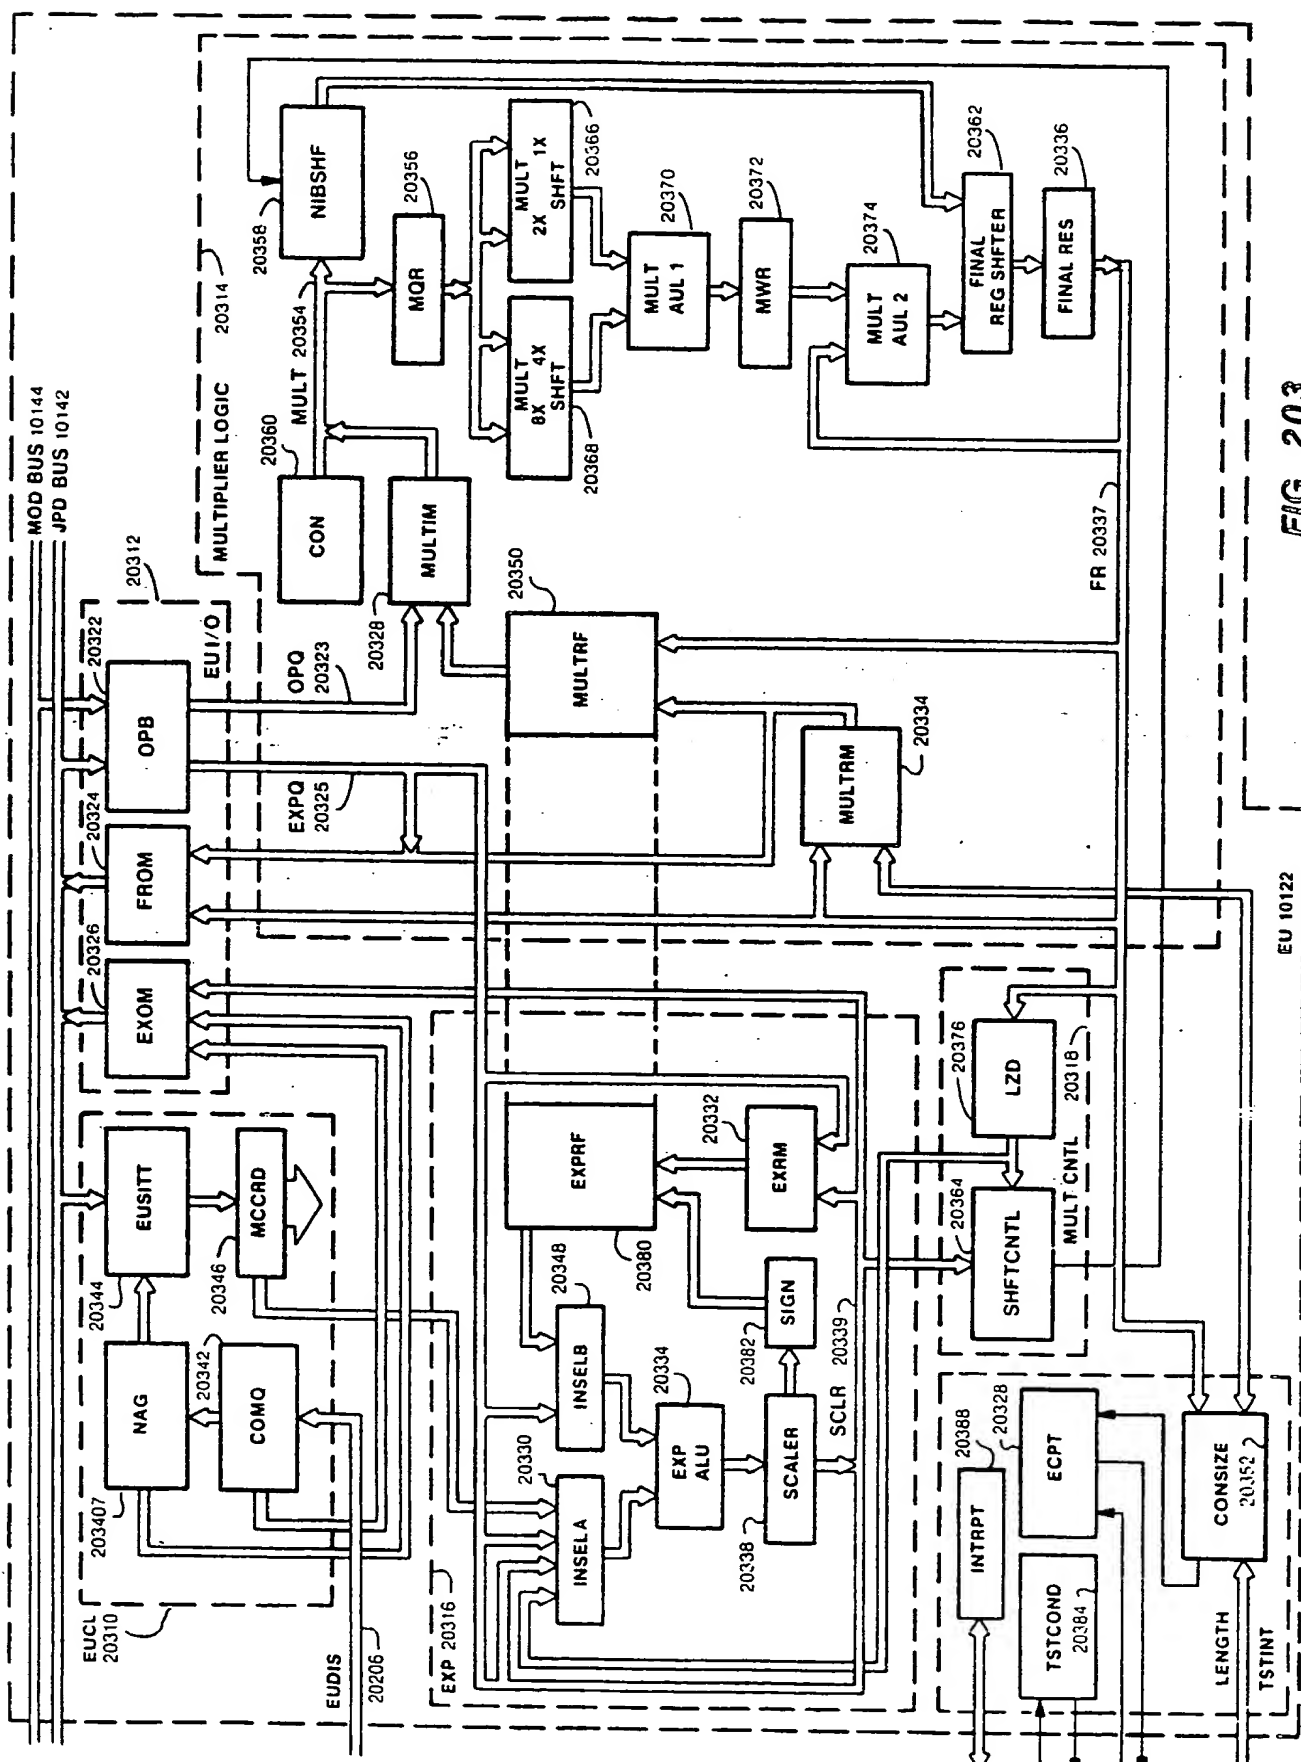 MOD BUS 10144
JPD BUS 10142
20312
20322
EU I/O
OPB
20324
FROM
20326
EXOM
OPQ
20323
EXPQ
20325
20314
MULTIPLIER LOGIC
20358
NIBSHF
MULT 20354
20360
CON
20356
MQR
20328
MULTIM
MULT
1X
2X
SHFT
20366
MULT
4X
8X
SHFT
20368
20370
MULT
AUL 1
20372
MWR
20374
MULT
AUL 2
20362
FINAL
REG SHFTER
20336
FINAL RES
FR 20337
20350
MULTRF
MULTRM
20334
EUCL
20310
20344
EUSITT
20346
MCCRD
NAG
203407
20342
COMQ
EUDIS
20206
EXP 20316
EXPRF
20380
20332
EXRM
20348
INSELB
20330
INSELA
20334
EXP
ALU
20382
SIGN
20338
SCALER
SCLR
20339
20376
LZD
20318
20364
SHFTCNTL
MULT CNTL
20388
INTRPT
20328
ECPT
TSTCOND
20384
CONSIZE
20352
LENGTH
TSTINT
EU 10122
FIG 203